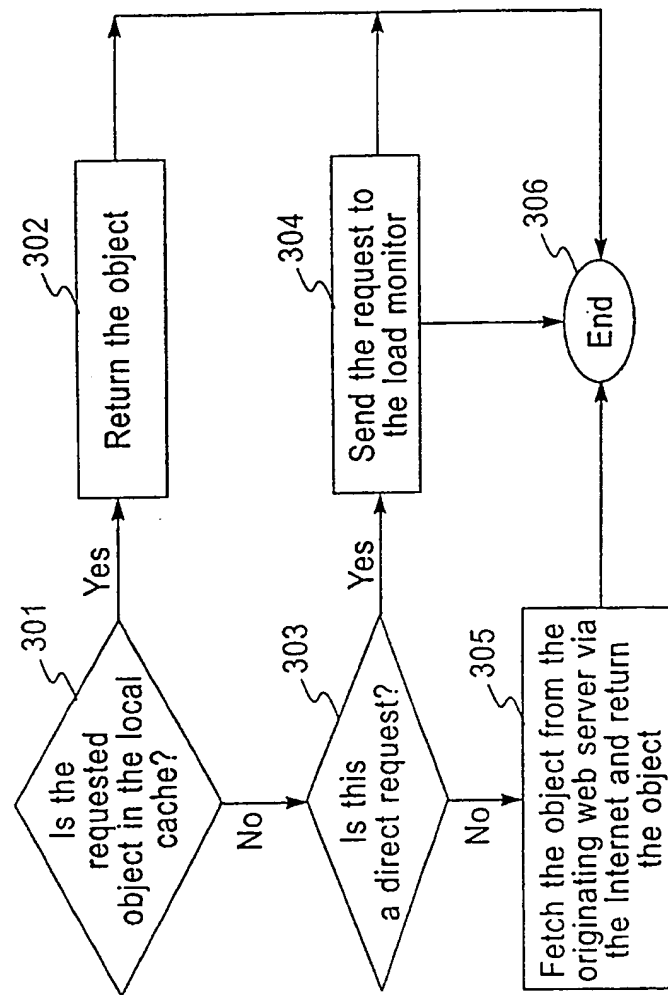 301
Is the
requested
object in the local
cache?
Yes
302
Return the object
No
303
Is this
a direct request?
Yes
304
Send the request to
the load monitor
No
305
Fetch the object from the
originating web server via
the Internet and return
the object
306
End